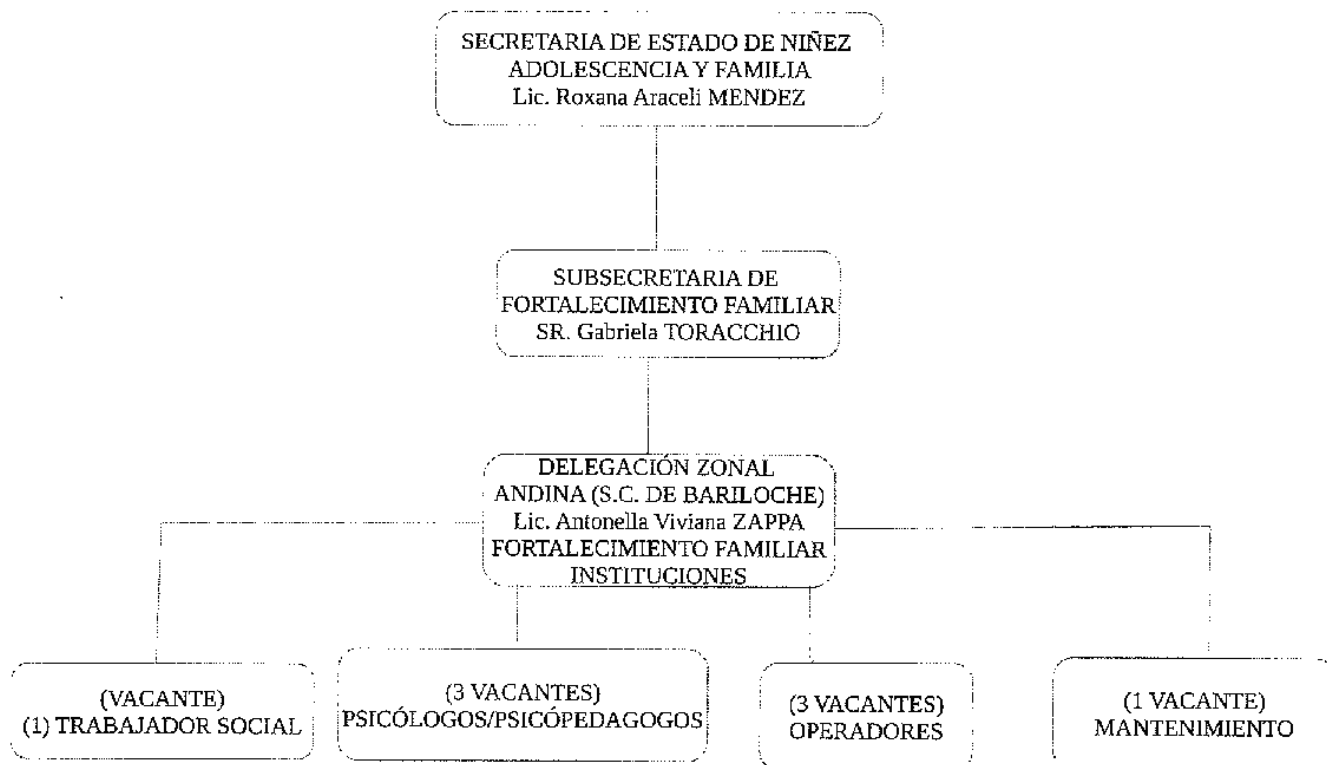 SECRETARIA DE ESTADO DE NIÑEZ
ADOLESCENCIA Y FAMILIA
Lic. Roxana Araceli MENDEZ
SUBSECRETARIA DE
FORTALECIMIENTO FAMILIAR
SR. Gabriela TORACCHIO
DELEGACIÓN ZONAL
ANDINA (S.C. DE BARILOCHE)
Lic. Antonella Viviana ZAPPA
FORTALECIMIENTO FAMILIAR
INSTITUCIONES
(VACANTE)
(1) TRABAJADOR SOCIAL
(3 VACANTES)
PSICÓLOGOS/PSICÓPEDAGOGOS
(3 VACANTES)
OPERADORES
(1 VACANTE)
MANTENIMIENTO